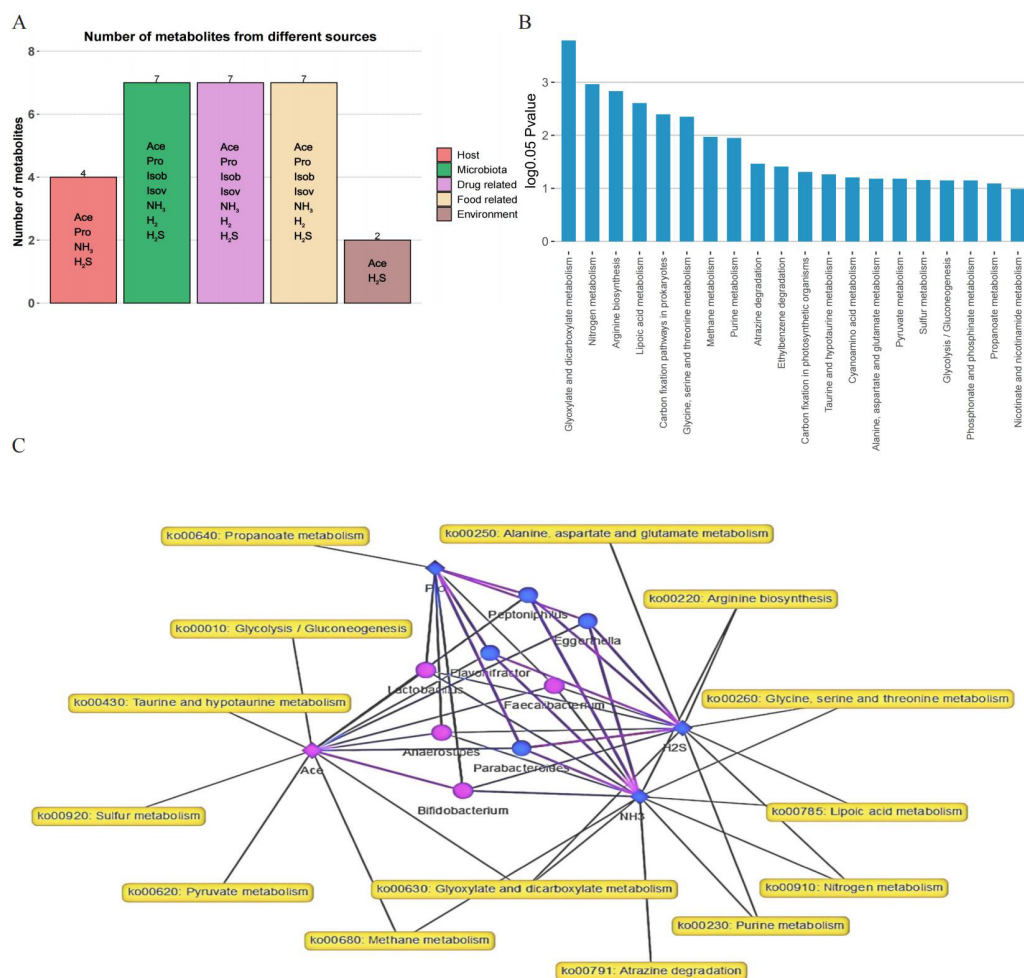 A
Number of metabolites from different sources
Number of metabolites
8
6
4
2
0
4
Ace
Pro
NH₃
H₂S
7
Ace
Pro
Isob
Isov
NH₃
H₂
H₂S
7
Ace
Pro
Isob
Isov
NH₃
H₂
H₂S
7
Ace
Pro
Isob
Isov
NH₃
H₂
H₂S
2
Ace
H₂S
Host
Microbiota
Drug related
Food related
Environment
B
log0.05 Pvalue
3
2
1
0
Glyoxylate and dicarboxylate metabolism
Nitrogen metabolism
Arginine biosynthesis
Lipoic acid metabolism
Carbon fixation pathways in prokaryotes
Glycine, serine and threonine metabolism
Methane metabolism
Purine metabolism
Atrazine degradation
Ethylbenzene degradation
Carbon fixation in photosynthetic organisms
Taurine and hypotaurine metabolism
Cyanoamino acid metabolism
Alanine, aspartate and glutamate metabolism
Pyruvate metabolism
Sulfur metabolism
Glycolysis / Gluconeogenesis
Phosphonate and phosphinate metabolism
Propanoate metabolism
Nicotinate and nicotinamide metabolism
C
ko00640: Propanoate metabolism
ko00250: Alanine, aspartate and glutamate metabolism
Pro
Peptoniphilus
ko00220: Arginine biosynthesis
ko00010: Glycolysis / Gluconeogenesis
Eggerthella
Flavonifractor
Lactobacillus
ko00430: Taurine and hypotaurine metabolism
Faecalibacterium
ko00260: Glycine, serine and threonine metabolism
Anaerostipes
H2S
Ace
Parabacteroides
Bifidobacterium
NH3
ko00920: Sulfur metabolism
ko00785: Lipoic acid metabolism
ko00620: Pyruvate metabolism
ko00630: Glyoxylate and dicarboxylate metabolism
ko00910: Nitrogen metabolism
ko00680: Methane metabolism
ko00230: Purine metabolism
ko00791: Atrazine degradation